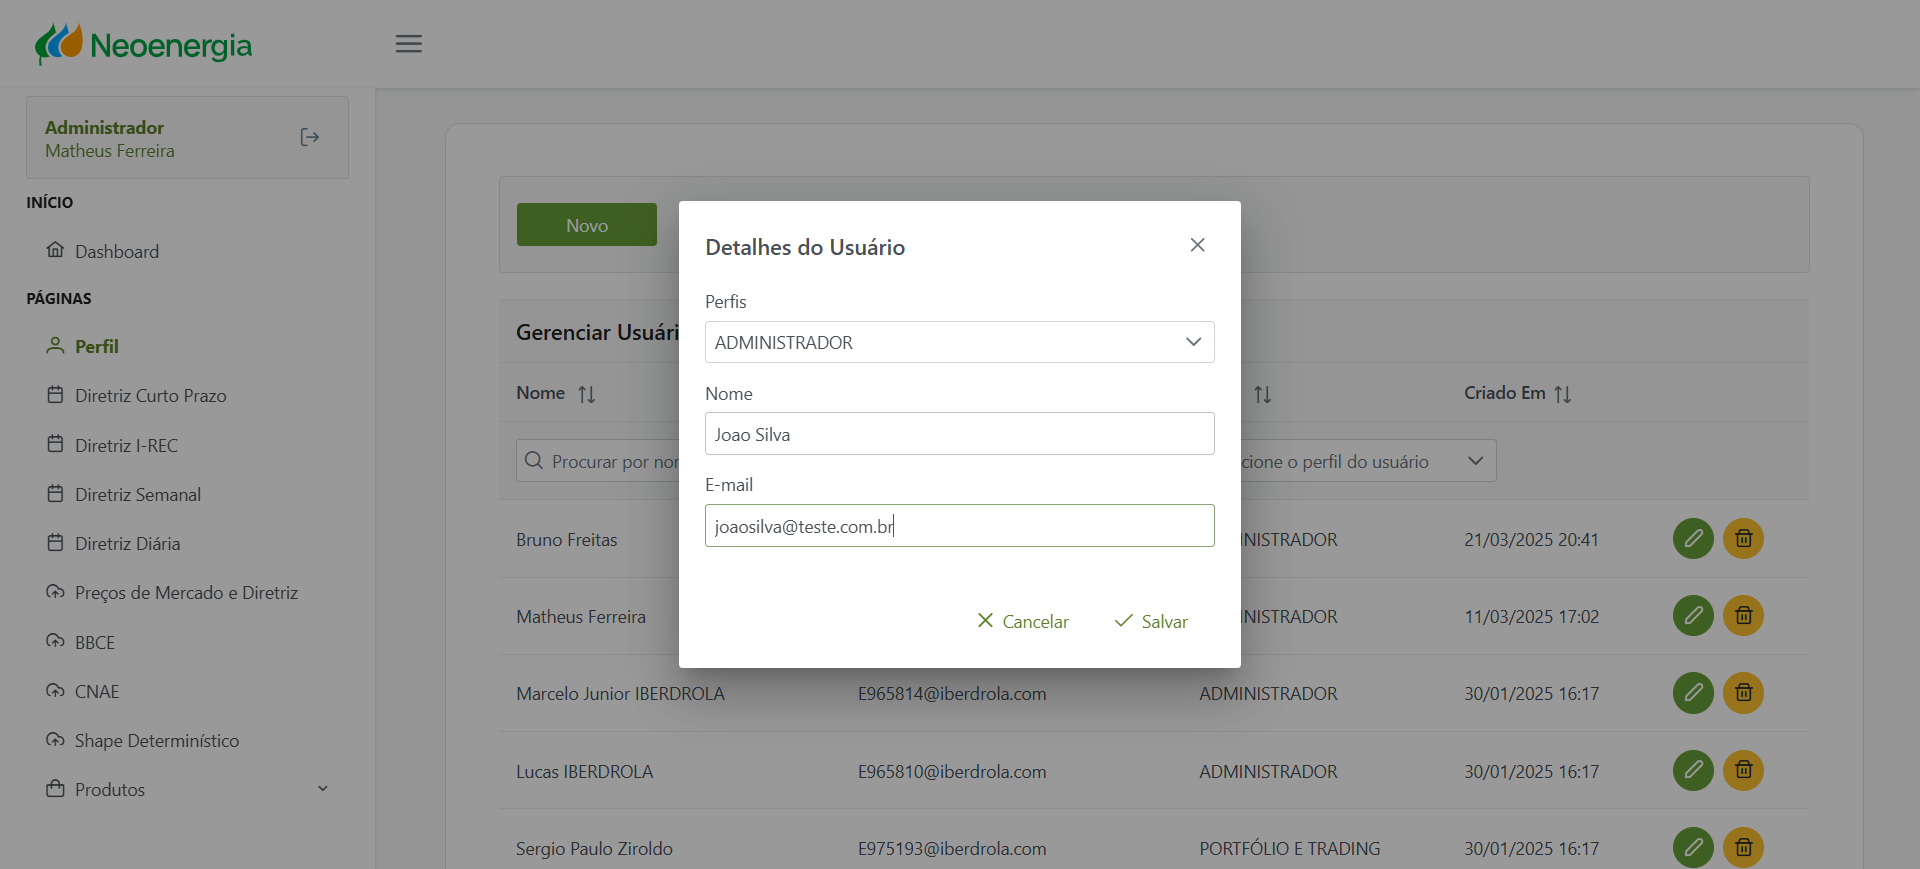 Neoenergia
Administrador
Matheus Ferreira
INÍCIO
Dashboard
PÁGINAS
Perfil
Diretriz Curto Prazo
Diretriz I-REC
Diretriz Semanal
Diretriz Diária
Preços de Mercado e Diretriz
BBCE
CNAE
Shape Determinístico
Produtos
Novo
Gerenciar Usuári
Nome
Criado Em
Procurar por nor
cione o perfil do usuário
Bruno Freitas
NISTRADOR
21/03/2025 20:41
Matheus Ferreira
NISTRADOR
11/03/2025 17:02
Marcelo Junior IBERDROLA
E965814@iberdrola.com
ADMINISTRADOR
30/01/2025 16:17
Lucas IBERDROLA
E965810@iberdrola.com
ADMINISTRADOR
30/01/2025 16:17
Sergio Paulo Ziroldo
E975193@iberdrola.com
PORTFÓLIO E TRADING
30/01/2025 16:17
Detalhes do Usuário
Perfis
ADMINISTRADOR
Nome
Joao Silva
E-mail
joaosilva@teste.com.br
Cancelar
Salvar